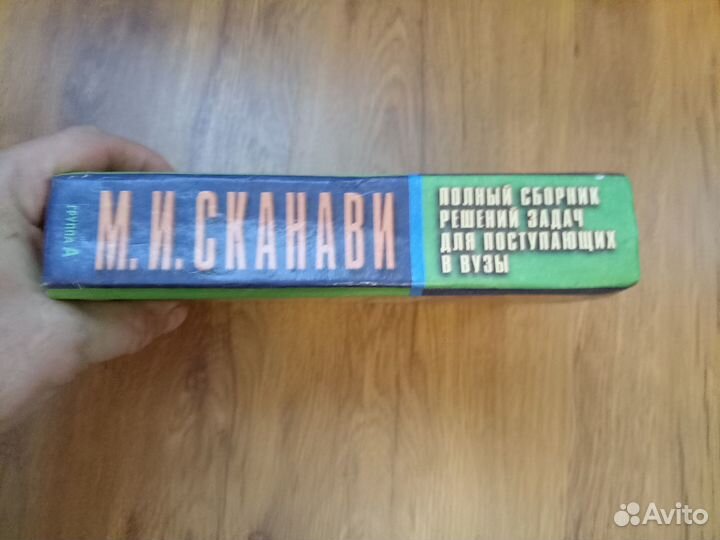 ГРУППА А
М.И.СКАНАВИ
ПОЛНЫЙ СБОРНИК
РЕШЕНИЙ ЗАДАЧ
ДЛЯ ПОСТУПАЮЩИХ
В ВУЗЫ
Avito